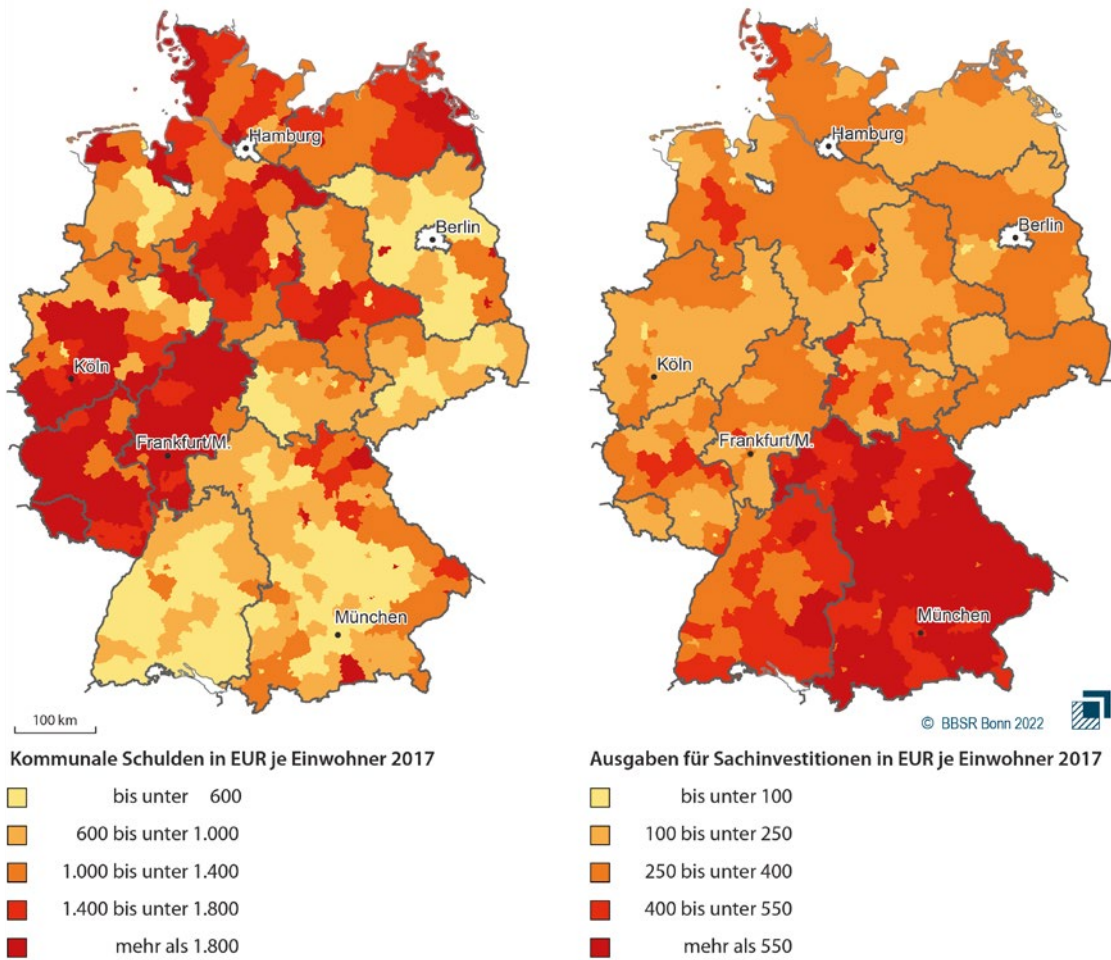 Hamburg
Berlin
Köln
Frankfurt/M.
München
100 km
Hamburg
Berlin
Köln
Frankfurt/M.
München
© BBSR Bonn 2022
Kommunale Schulden in EUR je Einwohner 2017
bis unter 600
600 bis unter 1.000
1.000 bis unter 1.400
1.400 bis unter 1.800
mehr als 1.800
Ausgaben für Sachinvestitionen in EUR je Einwohner 2017
bis unter 100
100 bis unter 250
250 bis unter 400
400 bis unter 550
mehr als 550